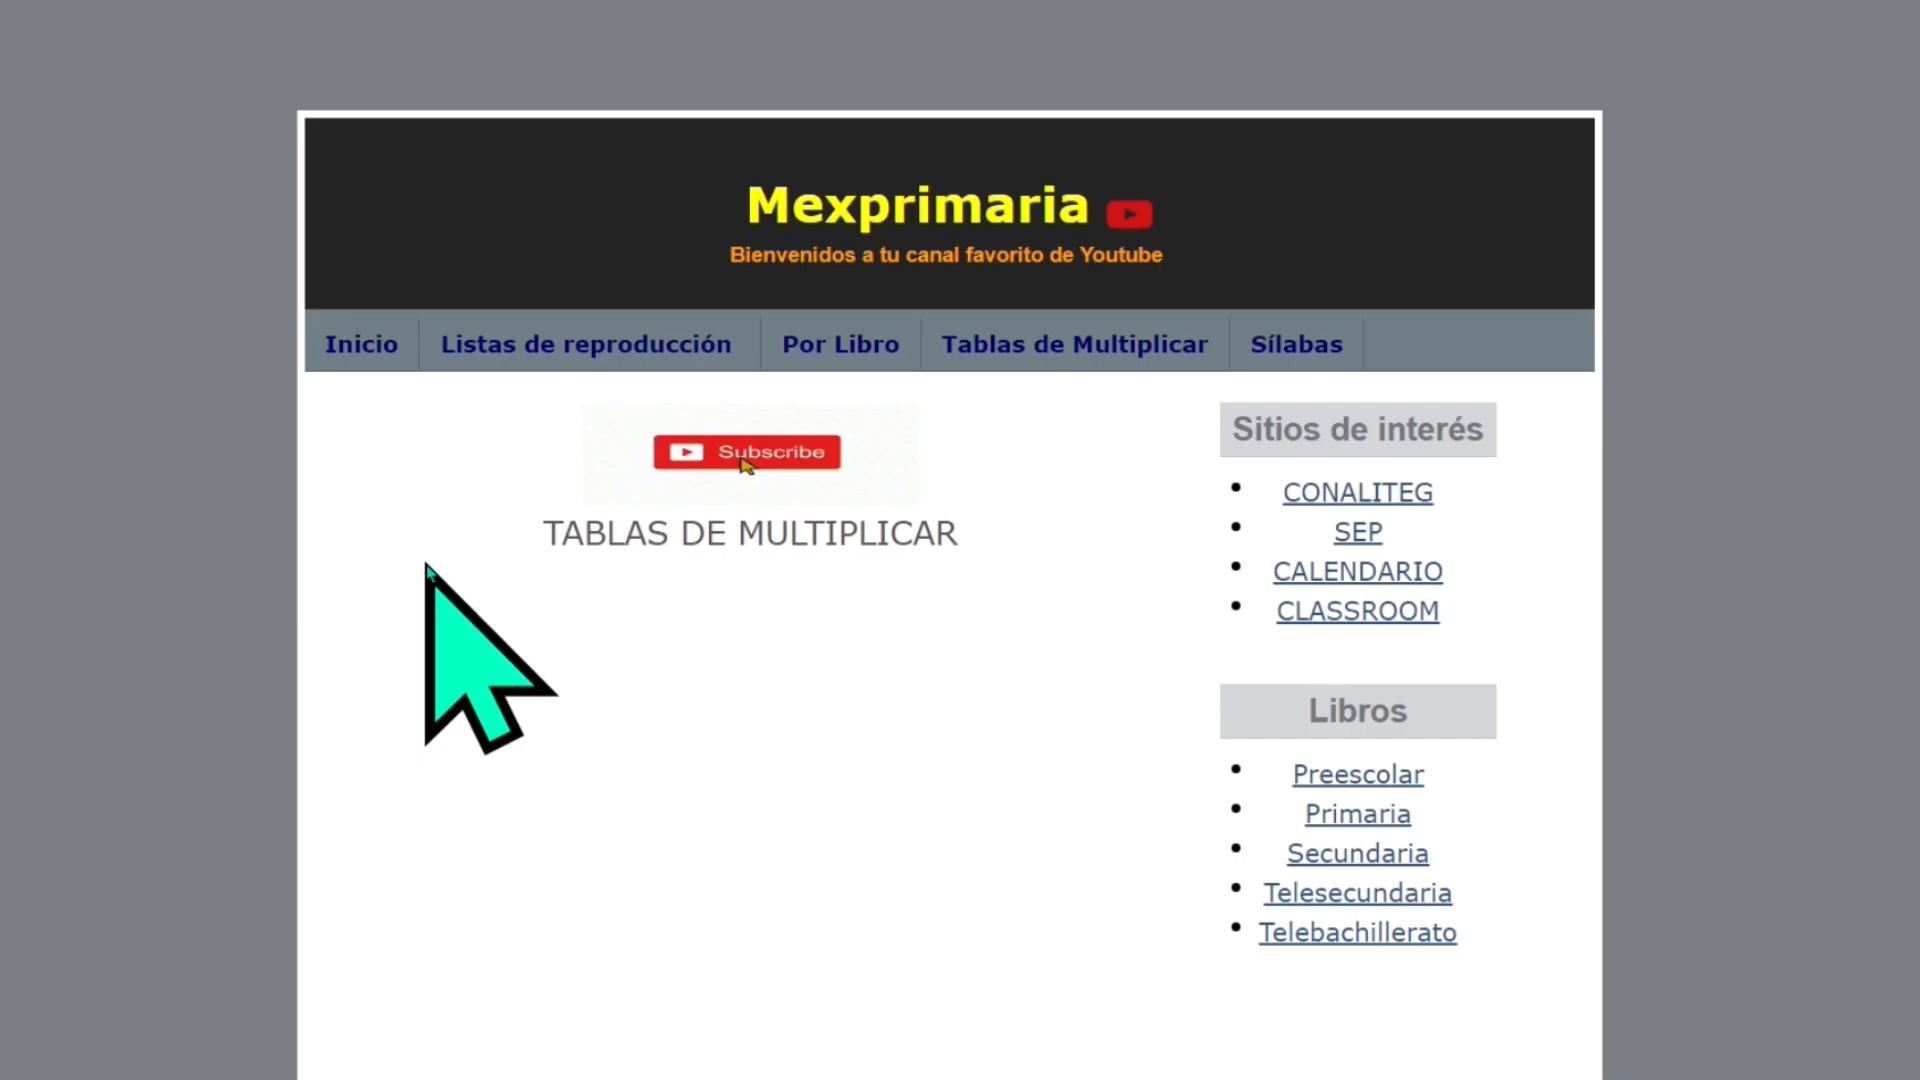 Mexprimaria
Bienvenidos a tu canal favorito de Youtube
Inicio Listas de reproducción Por Libro Tablas de Multiplicar Sílabas
Subscribe
TABLAS DE MULTIPLICAR
Sitios de interés
CONALITEG
SEP
CALENDARIO
CLASSROOM
Libros
Preescolar
Primaria
Secundaria
Telesecundaria
Telebachillerato